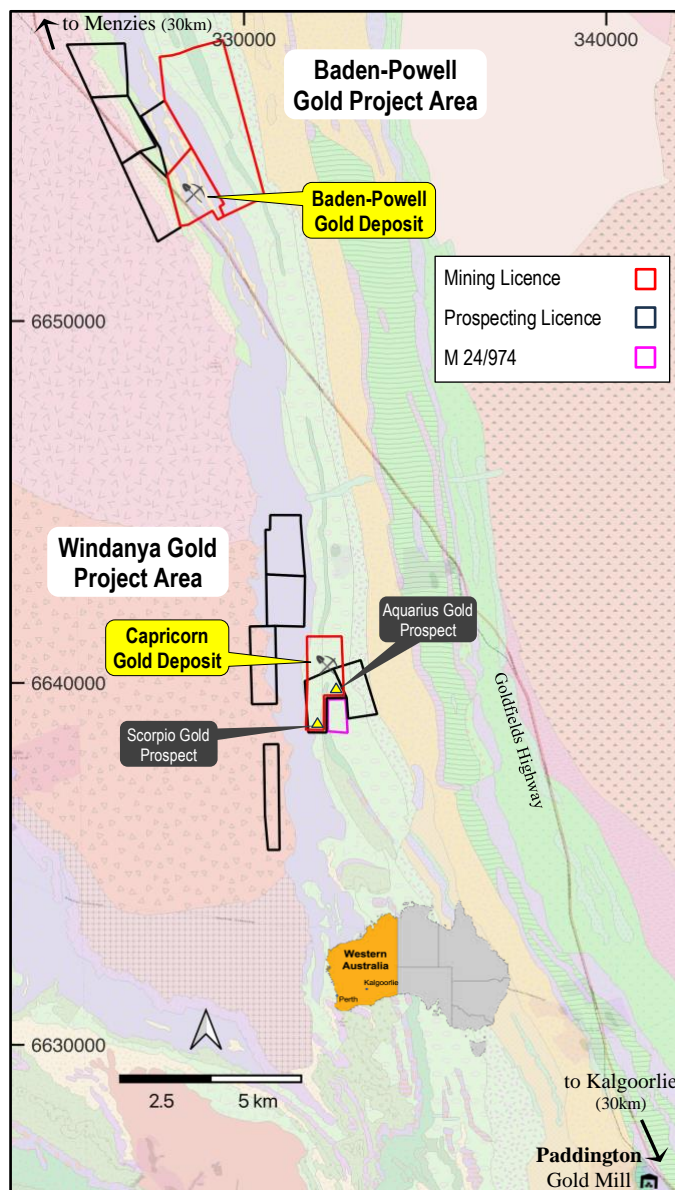 to Menzies (30km)
330000
340000
Baden-Powell
Gold Project Area
Baden-Powell
Gold Deposit
Mining Licence
Prospecting Licence
M 24/974
6650000
Windanya Gold
Project Area
Aquarius Gold
Prospect
Capricorn
Gold Deposit
6640000
Scorpio Gold
Prospect
Goldfields Highway
Western
Australia
Kalgoorlie
Perth
6630000
2.5
5 km
to Kalgoorlie
(30km)
Paddington
Gold Mill